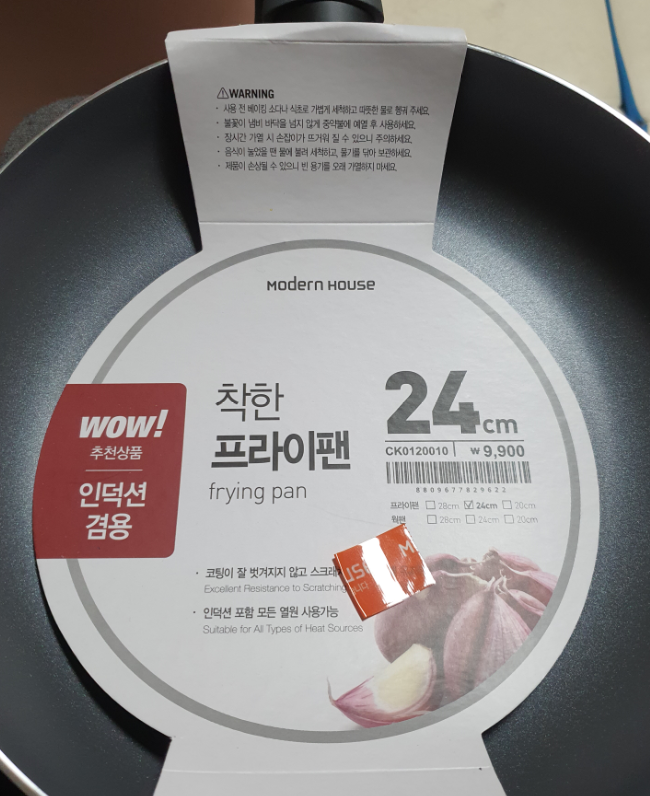 ⚠WARNING
· 사용 전 베이킹 소다나 식초로 가볍게 세척하고 따뜻한 물로 헹궈 주세요.
· 불꽃이 냄비 바닥을 넘지 않게 중약불에 예열 후 사용하세요.
· 장시간 가열 시 손잡이가 뜨거워 질 수 있으니 주의하세요.
· 음식이 눌었을 땐 물에 불려 세척하고, 물기를 닦아 보관하세요.
· 제품이 손상될 수 있으니 빈 용기를 오래 가열하지 마세요.
MODERN HOUSE
WOW!
추천상품
인덕션
겸용
착한
프라이팬
frying pan
24cm
CK0120010 | ₩9,900
8809677829622
프라이팬 ☐ 28cm ☑ 24cm ☐ 20cm
웍팬 ☐ 28cm ☐ 24cm ☐ 20cm
· 코팅이 잘 벗겨지지 않고
Excellent Resistance to Scratching
· 인덕션 포함 모든 열원 사용가능
Suitable for All Types of Heat Sources